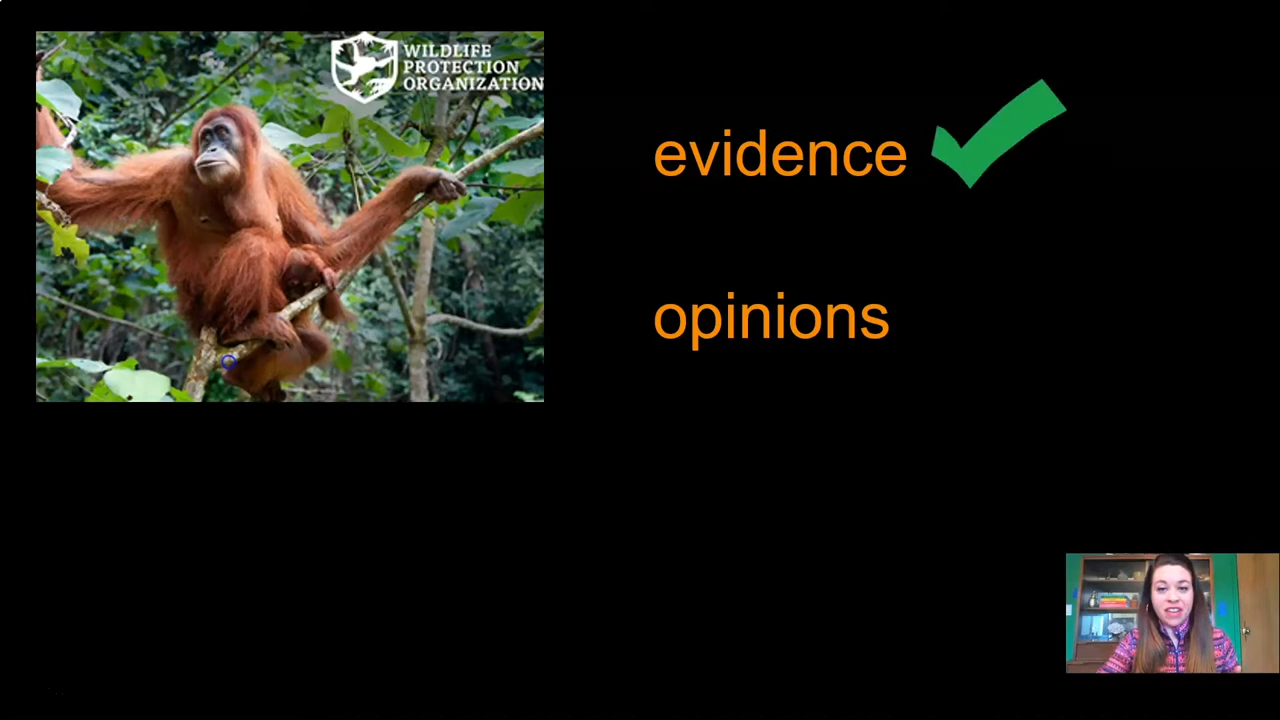 WILDLIFE
PROTECTION
ORGANIZATION
evidence
opinions